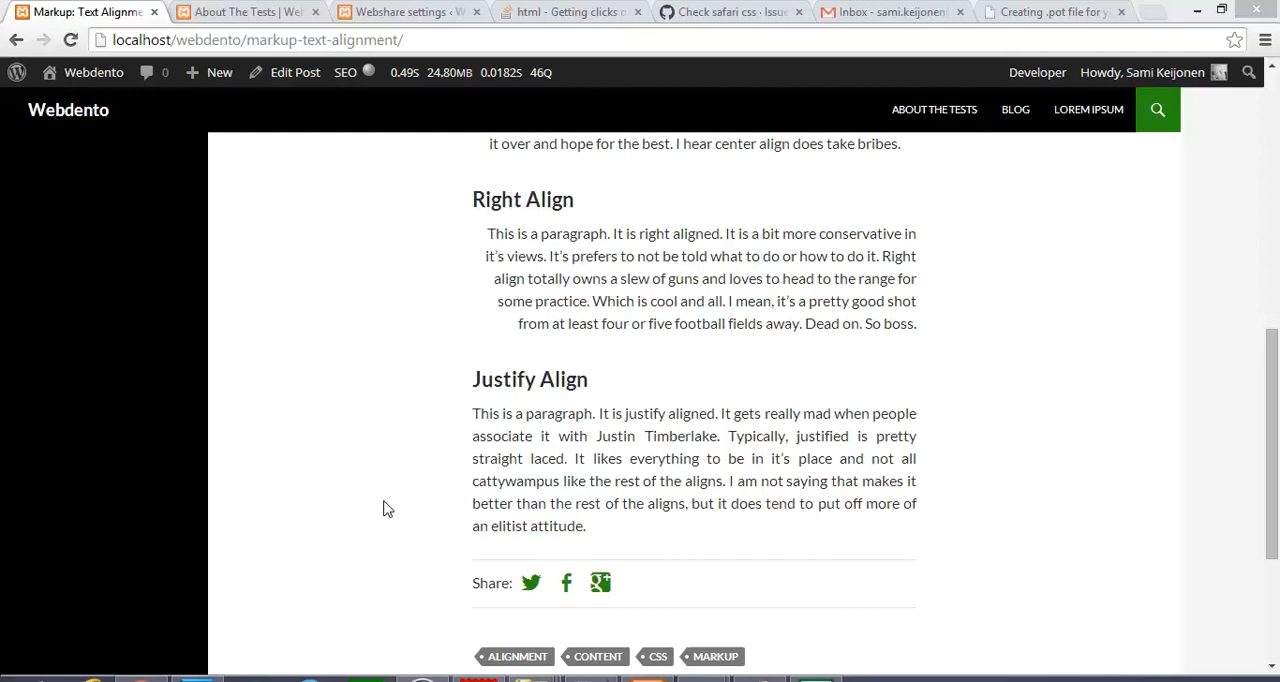 Markup: Text Alignme
About The Tests | We
Webshare settings ‹ W
html - Getting clicks o
Check safari css · Issue
Inbox - sami.keijonen
Creating .pot file for y
localhost/webdento/markup-text-alignment/
Webdento 0 New Edit Post SEO 0.49S 24.80MB 0.0182S 46Q Developer Howdy, Sami Keijonen
Webdento ABOUT THE TESTS BLOG LOREM IPSUM
it over and hope for the best. I hear center align does take bribes.
Right Align
This is a paragraph. It is right aligned. It is a bit more conservative in
it’s views. It’s prefers to not be told what to do or how to do it. Right
align totally owns a slew of guns and loves to head to the range for
some practice. Which is cool and all. I mean, it’s a pretty good shot
from at least four or five football fields away. Dead on. So boss.
Justify Align
This is a paragraph. It is justify aligned. It gets really mad when people
associate it with Justin Timberlake. Typically, justified is pretty
straight laced. It likes everything to be in it’s place and not all
cattywampus like the rest of the aligns. I am not saying that makes it
better than the rest of the aligns, but it does tend to put off more of
an elitist attitude.
Share:
ALIGNMENT CONTENT CSS MARKUP